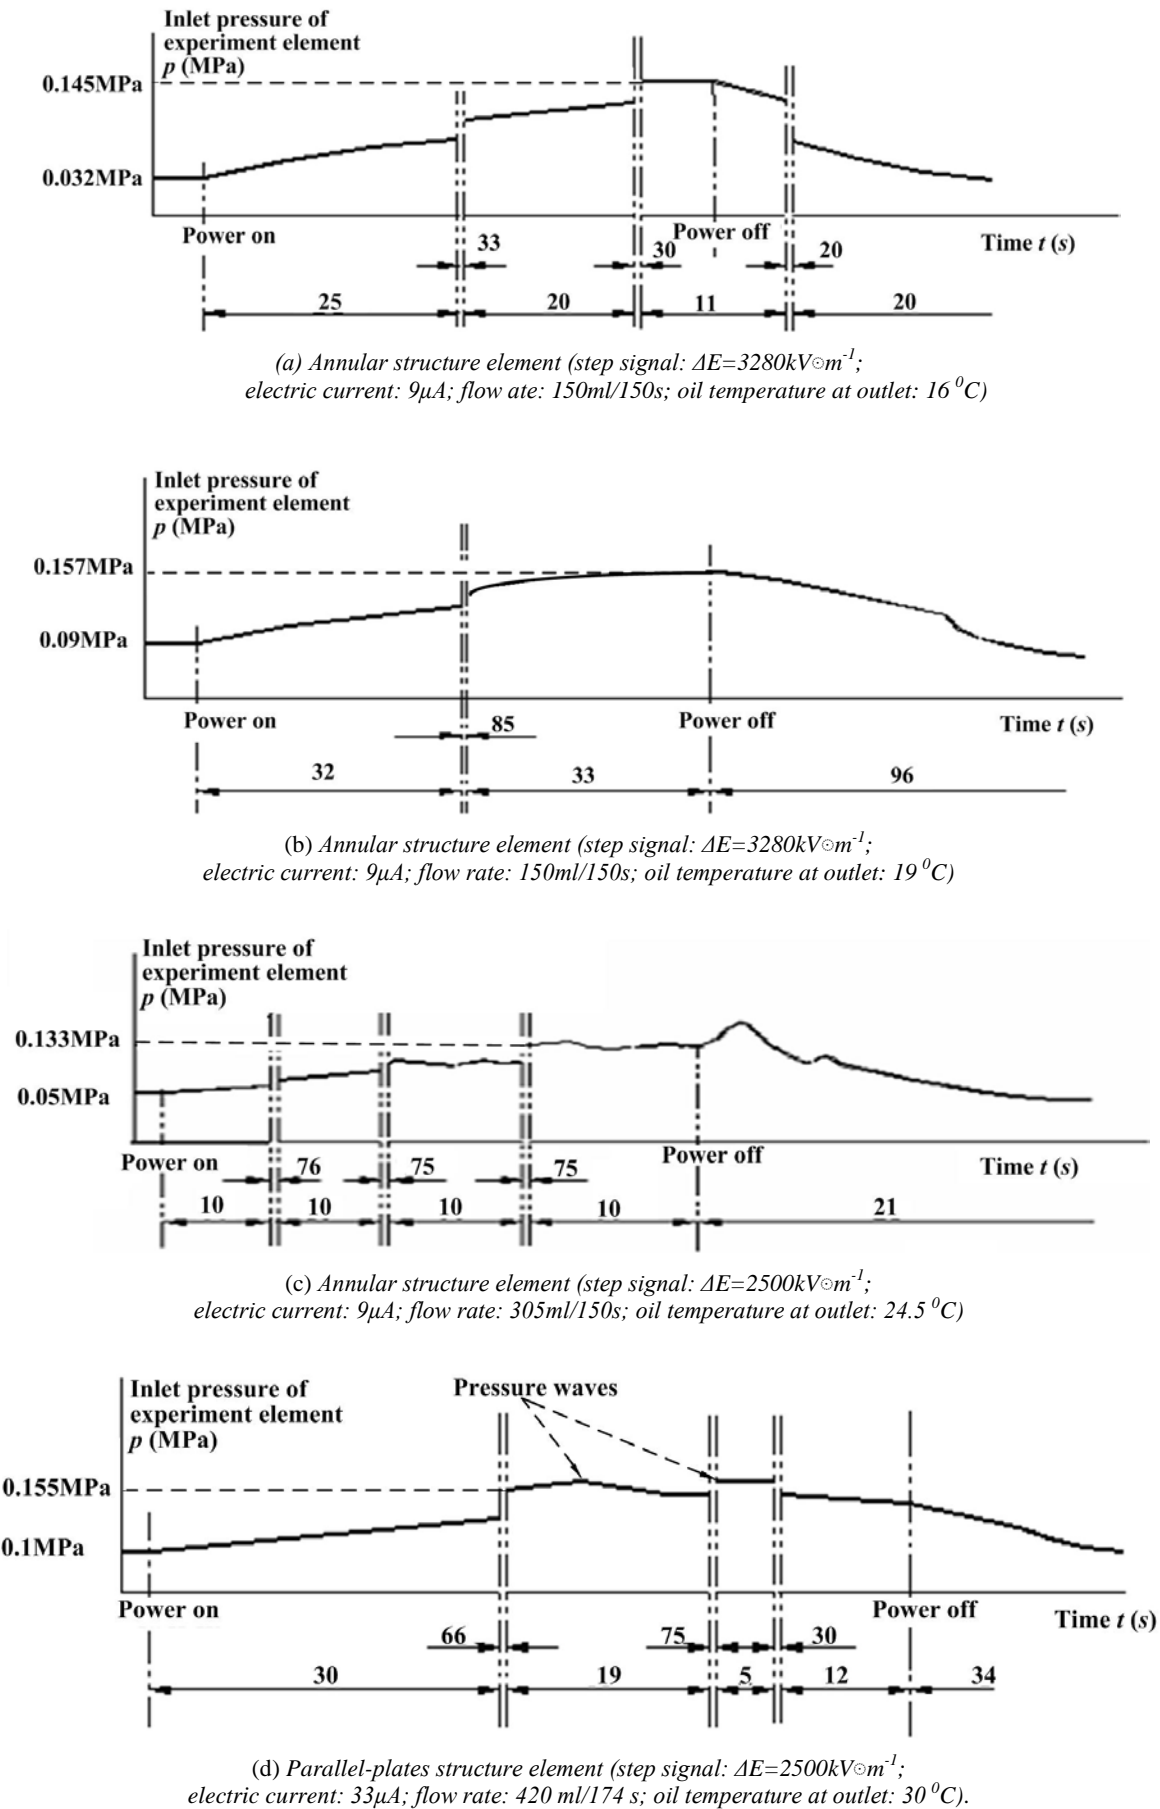 Inlet pressure of
experiment element
p (MPa)
0.145MPa
0.032MPa
Power on
Power off
Time t (s)
33
30
20
25
20
11
20
(a) Annular structure element (step signal: ΔE=3280kV☉m⁻¹;
electric current: 9μA; flow ate: 150ml/150s; oil temperature at outlet: 16 ⁰C)
Inlet pressure of
experiment element
p (MPa)
0.157MPa
0.09MPa
Power on
Power off
Time t (s)
85
32
33
96
(b) Annular structure element (step signal: ΔE=3280kV☉m⁻¹;
electric current: 9μA; flow rate: 150ml/150s; oil temperature at outlet: 19 ⁰C)
Inlet pressure of
experiment element
p (MPa)
0.133MPa
0.05MPa
Power on
Power off
Time t (s)
76
75
75
10
10
10
10
21
(c) Annular structure element (step signal: ΔE=2500kV☉m⁻¹;
electric current: 9μA; flow rate: 305ml/150s; oil temperature at outlet: 24.5 ⁰C)
Inlet pressure of
experiment element
p (MPa)
Pressure waves
0.155MPa
0.1MPa
Power on
Power off
Time t (s)
66
75
30
30
19
5
12
34
(d) Parallel-plates structure element (step signal: ΔE=2500kV☉m⁻¹;
electric current: 33μA; flow rate: 420 ml/174 s; oil temperature at outlet: 30 ⁰C).